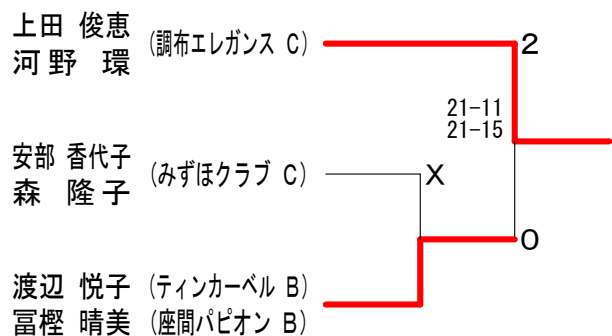 上田 俊恵 (調布エレガンス C)
河野 環
2
21-11
21-15
安部 香代子 (みずほクラブ C)
森 隆子
X
0
渡辺 悦子 (ティンカーベル B)
冨樫 晴美 (座間パピオン B)